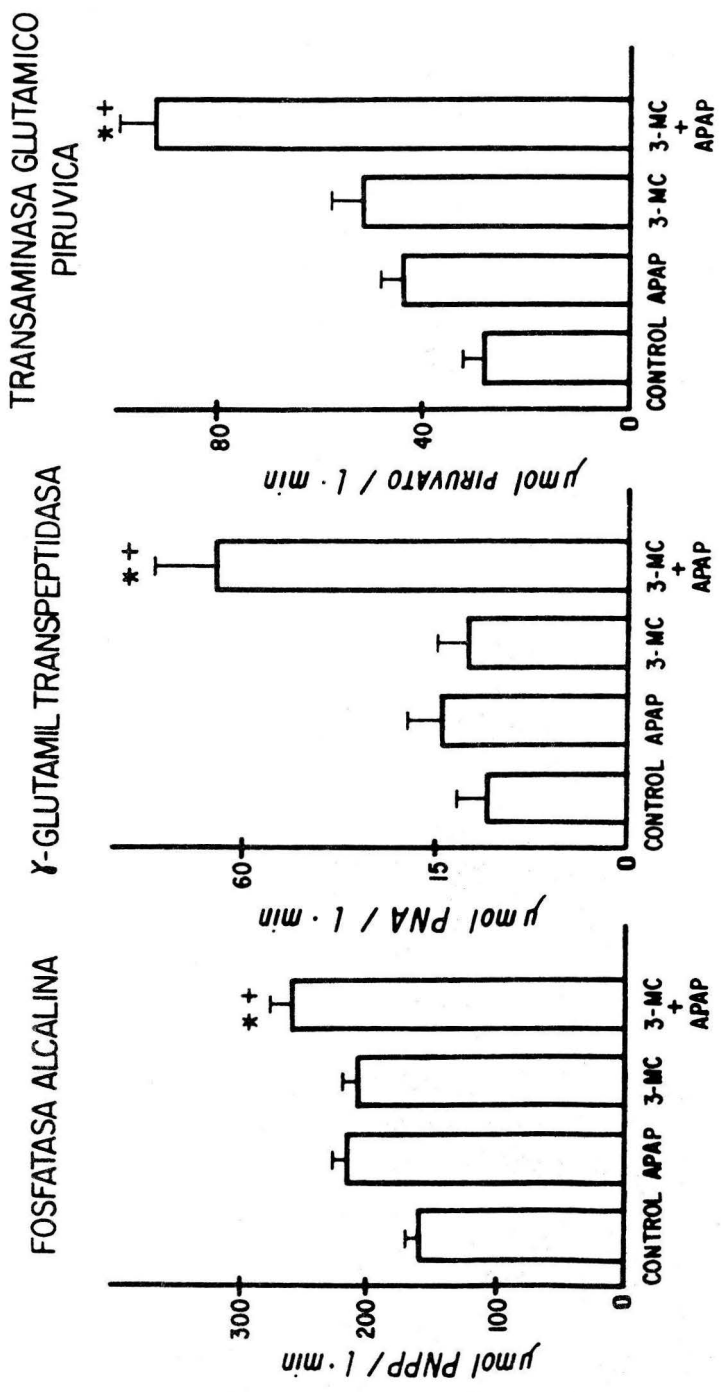 FOSFATASA ALCALINA
μmol PNPP / l · min
300
200
100
0
CONTROL APAP 3-MC 3-MC
+
APAP
* +
γ-GLUTAMIL TRANSPEPTIDASA
μmol PNA / l · min
60
15
0
CONTROL APAP 3-MC 3-MC
+
APAP
* +
TRANSAMINASA GLUTAMICO
PIRUVICA
μmol PIRUVATO / l · min
80
40
0
CONTROL APAP 3-MC 3-MC
+
APAP
* +